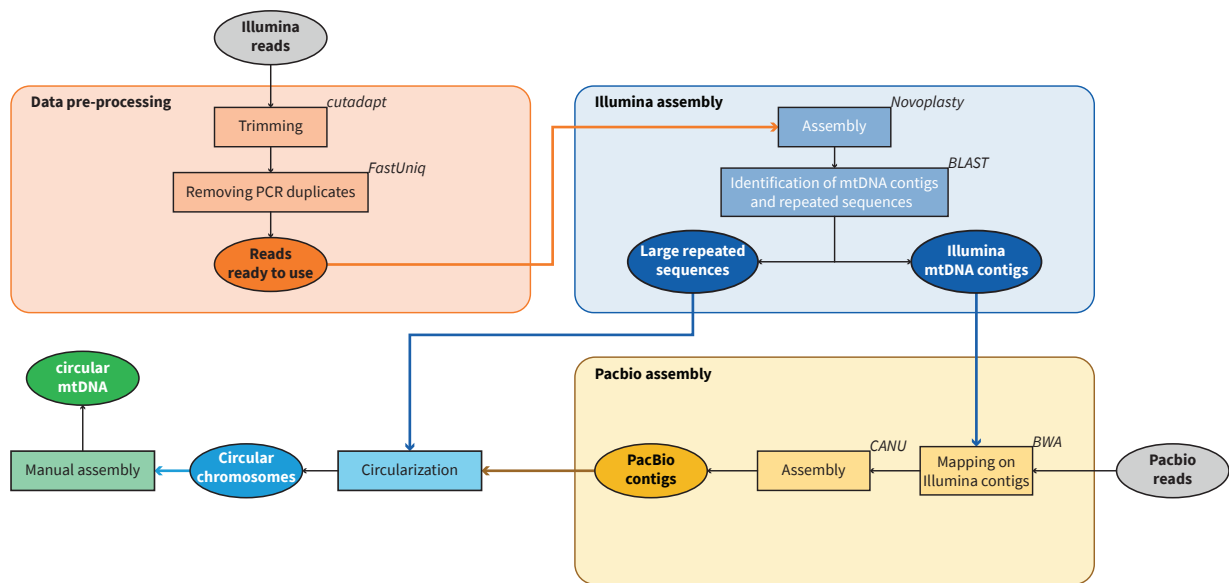 Illumina
reads
Data pre-processing
cutadapt
Trimming
FastUniq
Removing PCR duplicates
Reads
ready to use
Illumina assembly
Novoplasty
Assembly
BLAST
Identification of mtDNA contigs
and repeated sequences
Large repeated
sequences
Illumina
mtDNA contigs
circular
mtDNA
Manual assembly
Circular
chromosomes
Circularization
Pacbio assembly
PacBio
contigs
CANU
Assembly
BWA
Mapping on
Illumina contigs
Pacbio
reads